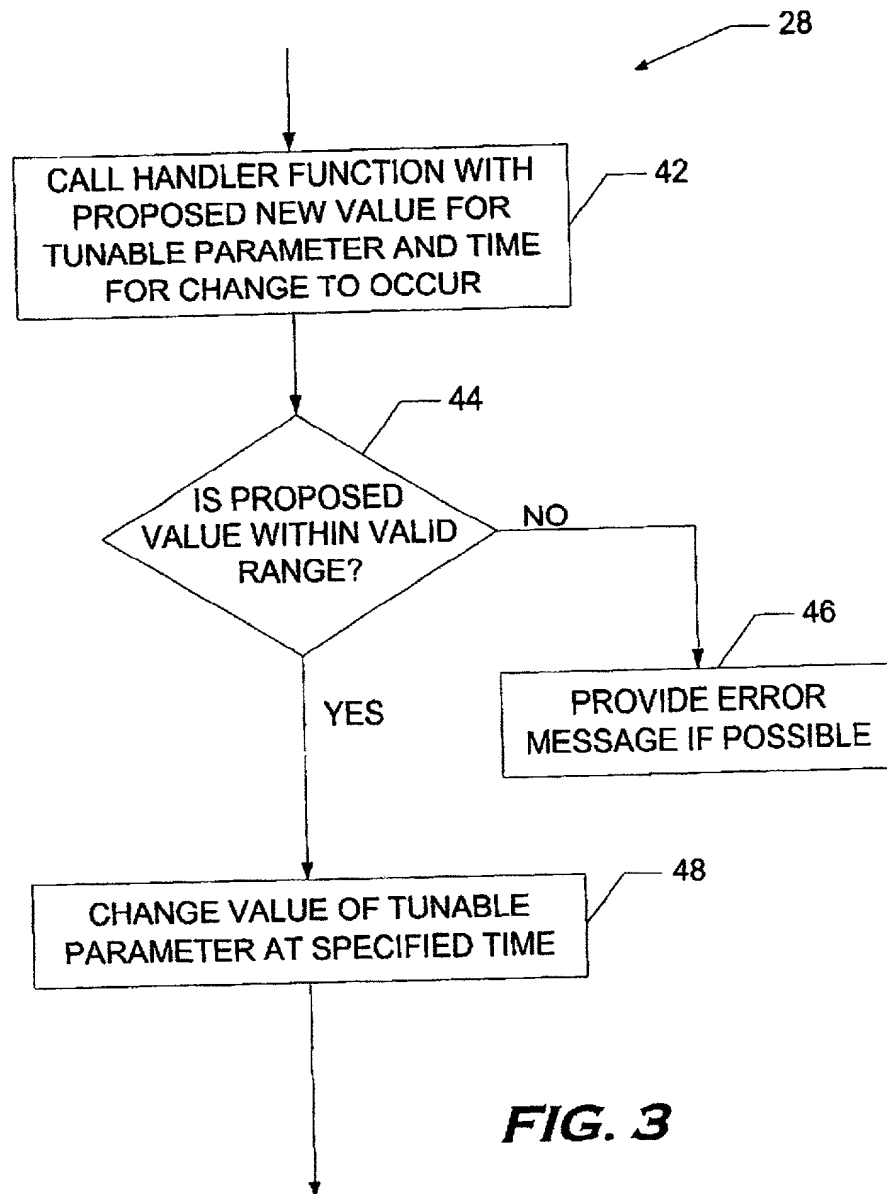 28
CALL HANDLER FUNCTION WITH
PROPOSED NEW VALUE FOR
TUNABLE PARAMETER AND TIME
FOR CHANGE TO OCCUR
42
44
IS PROPOSED
VALUE WITHIN VALID
RANGE?
NO
46
YES
PROVIDE ERROR
MESSAGE IF POSSIBLE
48
CHANGE VALUE OF TUNABLE
PARAMETER AT SPECIFIED TIME
FIG. 3